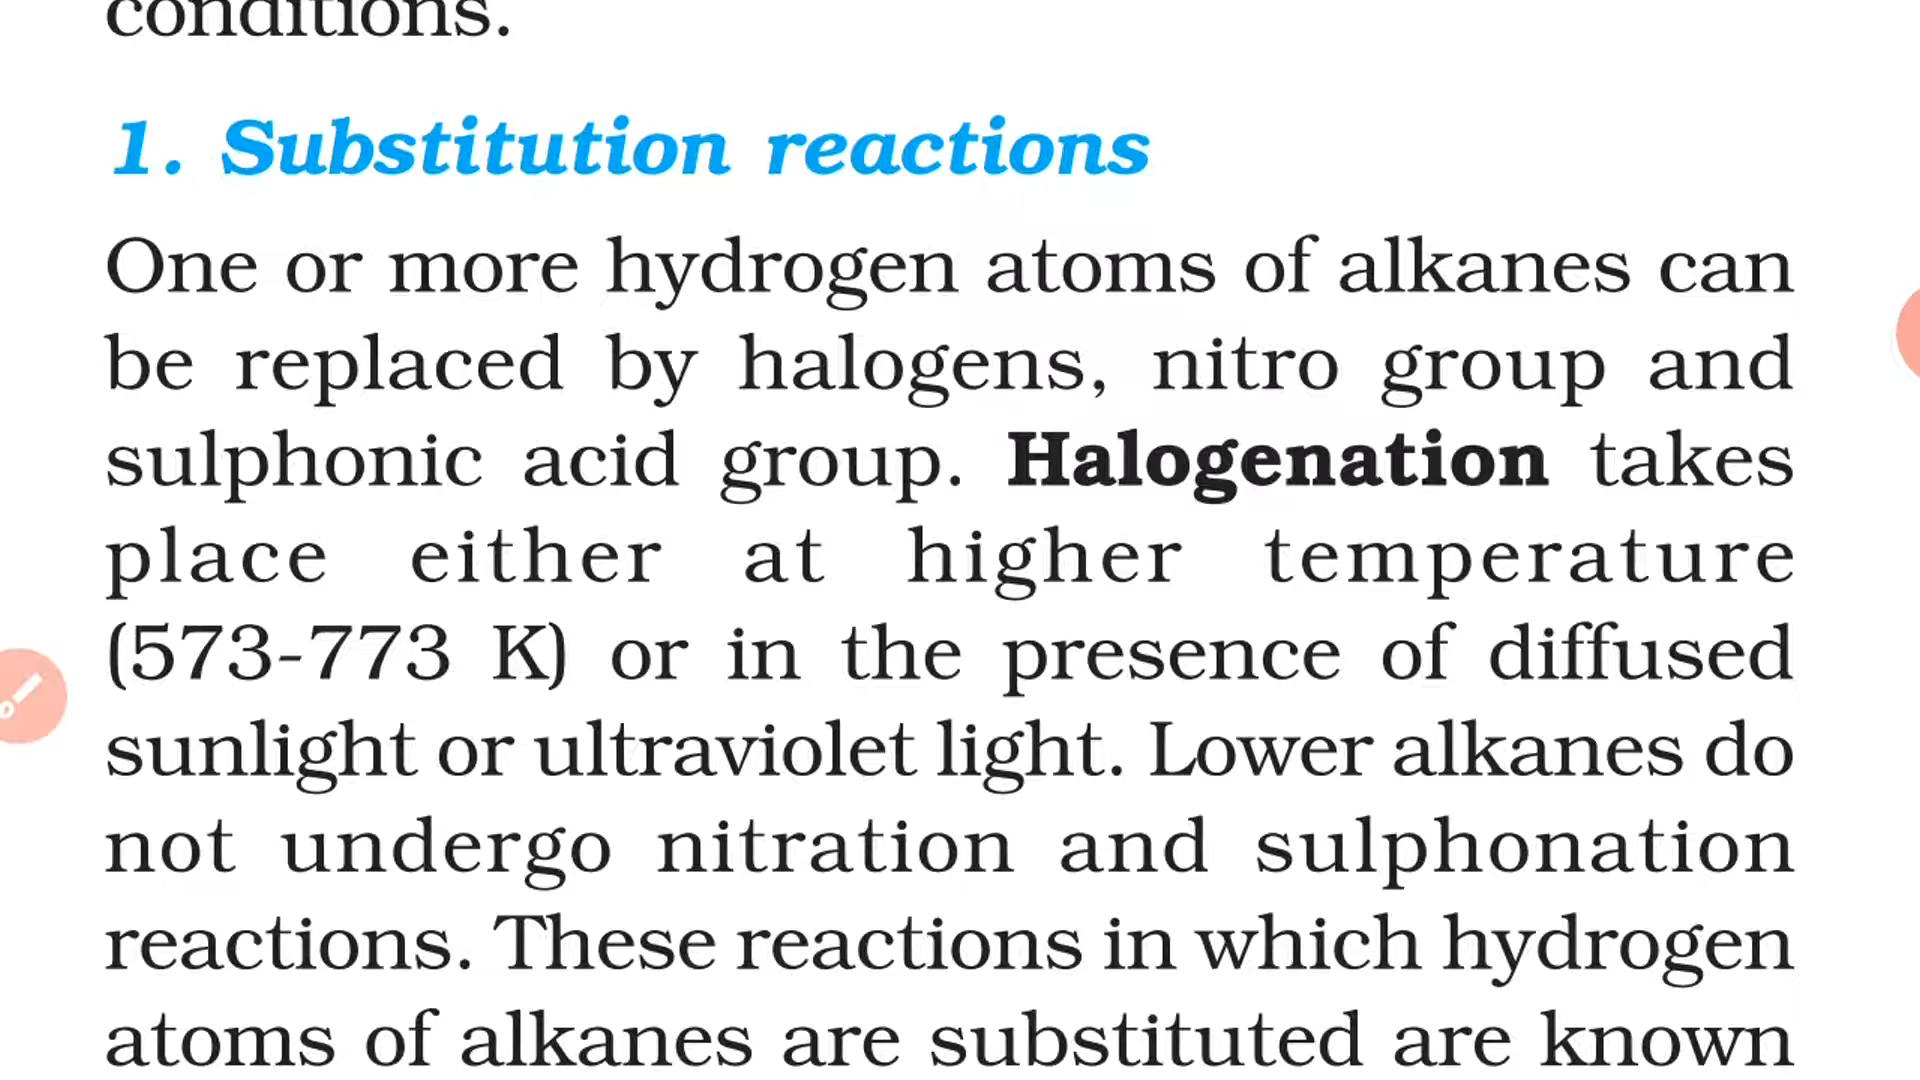 conditions.
1. Substitution reactions
One or more hydrogen atoms of alkanes can
be replaced by halogens, nitro group and
sulphonic acid group. Halogenation takes
place either at higher temperature
(573-773 K) or in the presence of diffused
sunlight or ultraviolet light. Lower alkanes do
not undergo nitration and sulphonation
reactions. These reactions in which hydrogen
atoms of alkanes are substituted are known